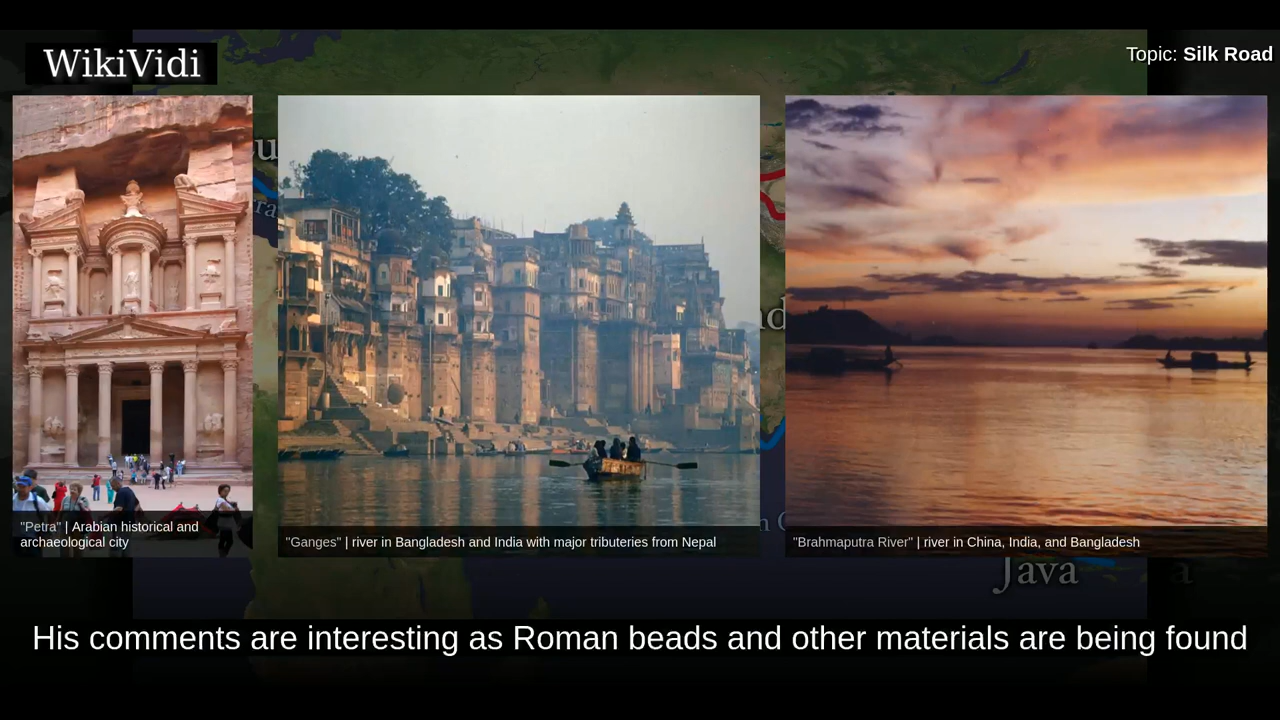 WikiVidi
Topic: Silk Road
"Petra" | Arabian historical and
archaeological city
"Ganges" | river in Bangladesh and India with major tributeries from Nepal
"Brahmaputra River" | river in China, India, and Bangladesh
Java
His comments are interesting as Roman beads and other materials are being found